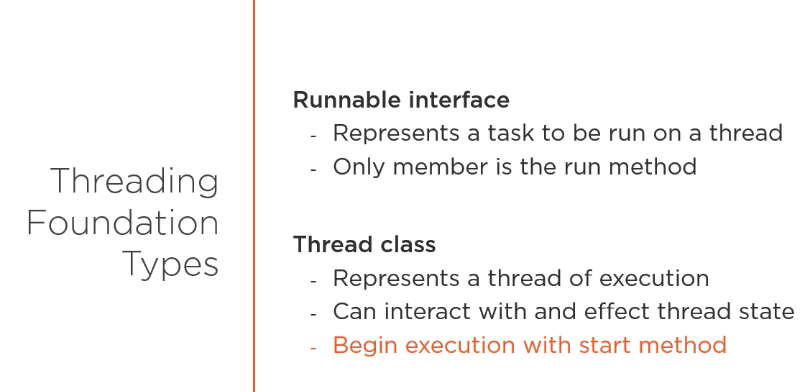 Threading
Foundation
Types
Runnable interface
- Represents a task to be run on a thread
- Only member is the run method
Thread class
- Represents a thread of execution
- Can interact with and effect thread state
- Begin execution with start method